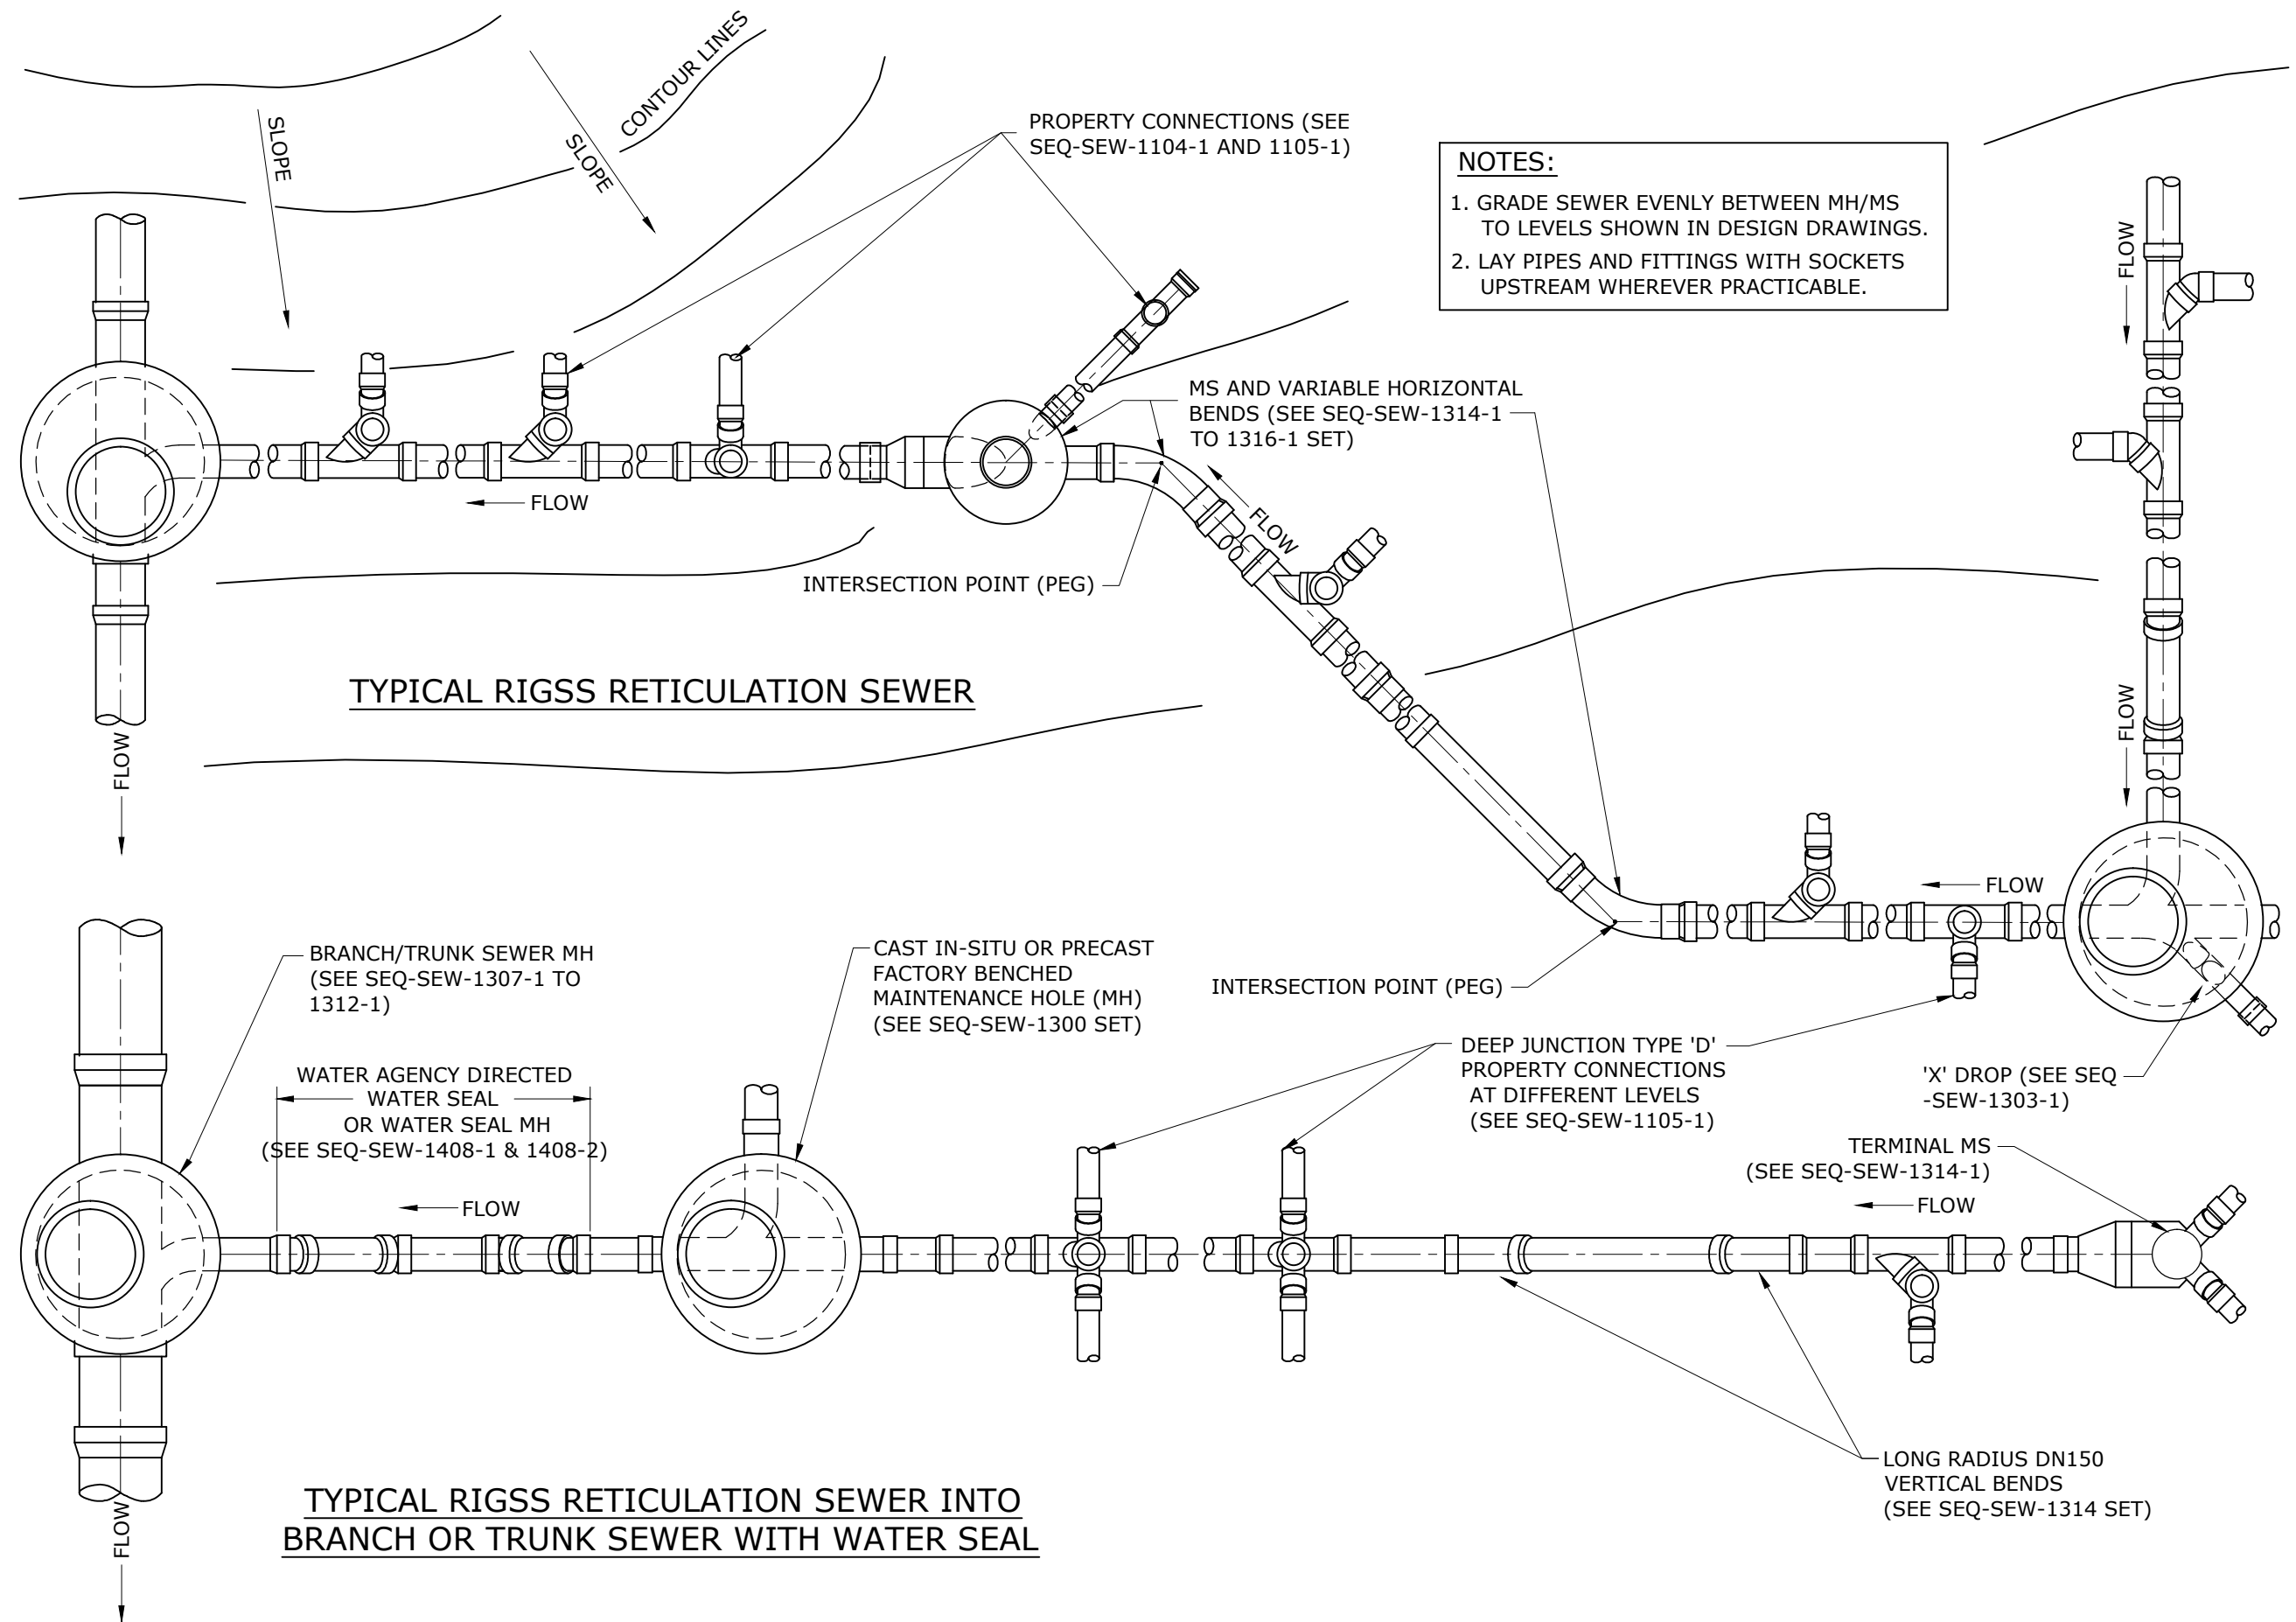 CONTOUR LINES
SLOPE
SLOPE
PROPERTY CONNECTIONS (SEE
SEQ-SEW-1104-1 AND 1105-1)
NOTES:
1. GRADE SEWER EVENLY BETWEEN MH/MS
TO LEVELS SHOWN IN DESIGN DRAWINGS.
2. LAY PIPES AND FITTINGS WITH SOCKETS
UPSTREAM WHEREVER PRACTICABLE.
FLOW
MS AND VARIABLE HORIZONTAL
BENDS (SEE SEQ-SEW-1314-1
TO 1316-1 SET)
FLOW
FLOW
INTERSECTION POINT (PEG)
TYPICAL RIGSS RETICULATION SEWER
FLOW
FLOW
FLOW
BRANCH/TRUNK SEWER MH
(SEE SEQ-SEW-1307-1 TO
1312-1)
CAST IN-SITU OR PRECAST
FACTORY BENCHED
MAINTENANCE HOLE (MH)
(SEE SEQ-SEW-1300 SET)
INTERSECTION POINT (PEG)
DEEP JUNCTION TYPE 'D'
PROPERTY CONNECTIONS
AT DIFFERENT LEVELS
(SEE SEQ-SEW-1105-1)
'X' DROP (SEE SEQ
-SEW-1303-1)
WATER AGENCY DIRECTED
WATER SEAL
OR WATER SEAL MH
(SEE SEQ-SEW-1408-1 & 1408-2)
TERMINAL MS
(SEE SEQ-SEW-1314-1)
FLOW
FLOW
LONG RADIUS DN150
VERTICAL BENDS
(SEE SEQ-SEW-1314 SET)
TYPICAL RIGSS RETICULATION SEWER INTO
BRANCH OR TRUNK SEWER WITH WATER SEAL
FLOW